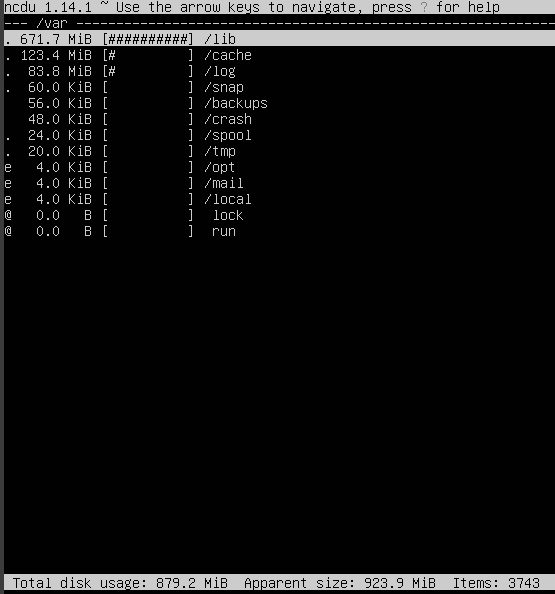 ncdu 1.14.1 ~ Use the arrow keys to navigate, press ? for help
--- /var ------------------------------------------------------------
. 671.7 MiB [##########] /lib
. 123.4 MiB [#         ] /cache
.  83.8 MiB [#         ] /log
.  60.0 KiB [          ] /snap
   56.0 KiB [          ] /backups
   48.0 KiB [          ] /crash
.  24.0 KiB [          ] /spool
.  20.0 KiB [          ] /tmp
e   4.0 KiB [          ] /opt
e   4.0 KiB [          ] /mail
e   4.0 KiB [          ] /local
@   0.0   B [          ]  lock
@   0.0   B [          ]  run
Total disk usage: 879.2 MiB  Apparent size: 923.9 MiB  Items: 3743